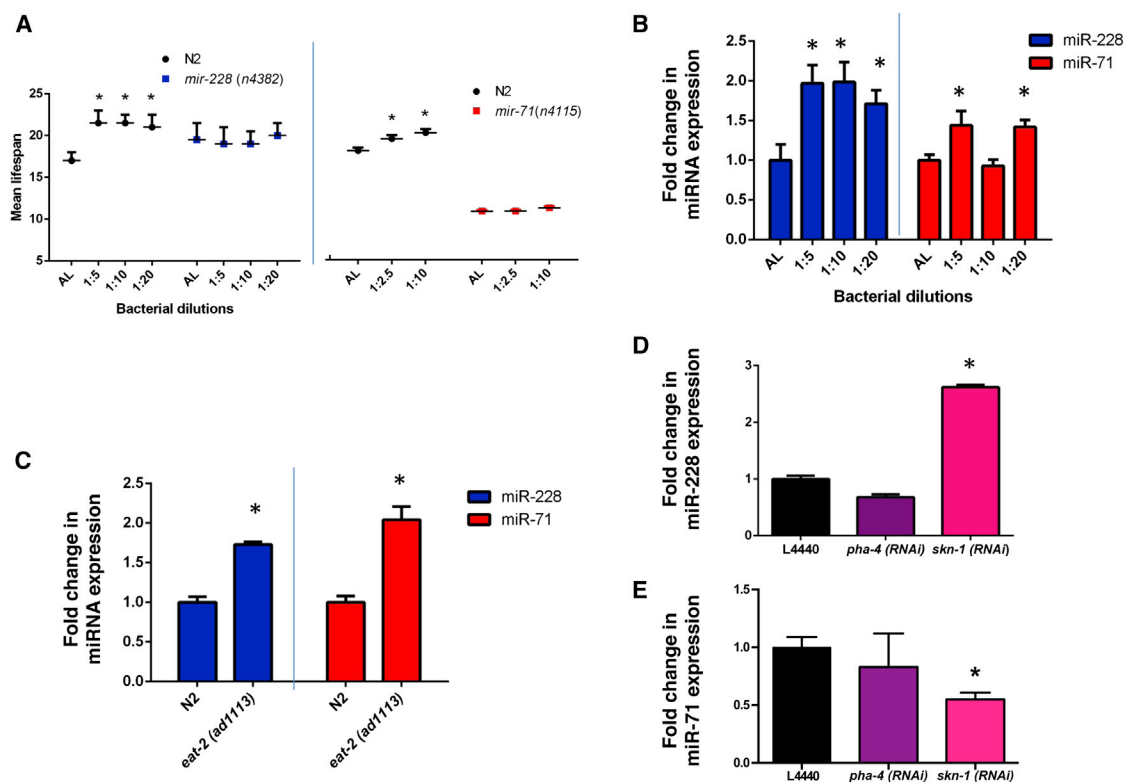 A
N2
mir-228 (n4382)
N2
mir-71(n4115)
Mean lifespan
25
20
15
10
5
* * *
* *
AL 1:5 1:10 1:20 AL 1:5 1:10 1:20
AL 1:2.5 1:10 AL 1:2.5 1:10
Bacterial dilutions
B
miR-228
miR-71
Fold change in
miRNA expression
2.5
2.0
1.5
1.0
0.5
0.0
* * *
* *
AL 1:5 1:10 1:20 AL 1:5 1:10 1:20
Bacterial dilutions
C
miR-228
miR-71
Fold change in
miRNA expression
2.5
2.0
1.5
1.0
0.5
0.0
* *
N2 eat-2 (ad1113) N2 eat-2 (ad1113)
D
Fold change in
miR-228 expression
3
2
1
0
*
L4440 pha-4 (RNAi) skn-1 (RNAi)
E
Fold change in
miR-71 expression
1.5
1.0
0.5
0.0
*
L4440 pha-4 (RNAi) skn-1 (RNAi)